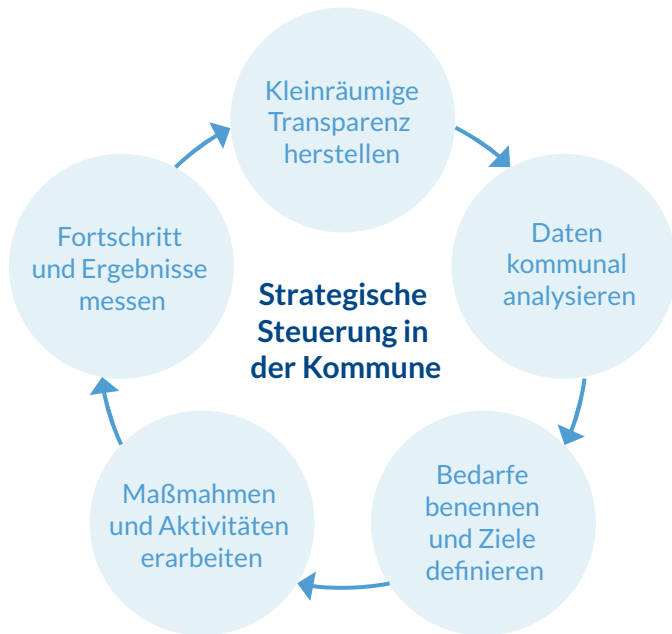 Kleinräumige
Transparenz
herstellen
Daten
kommunal
analysieren
Bedarfe
benennen
und Ziele
definieren
Maßmahmen
und Aktivitäten
erarbeiten
Fortschritt
und Ergebnisse
messen
Strategische
Steuerung in
der Kommune